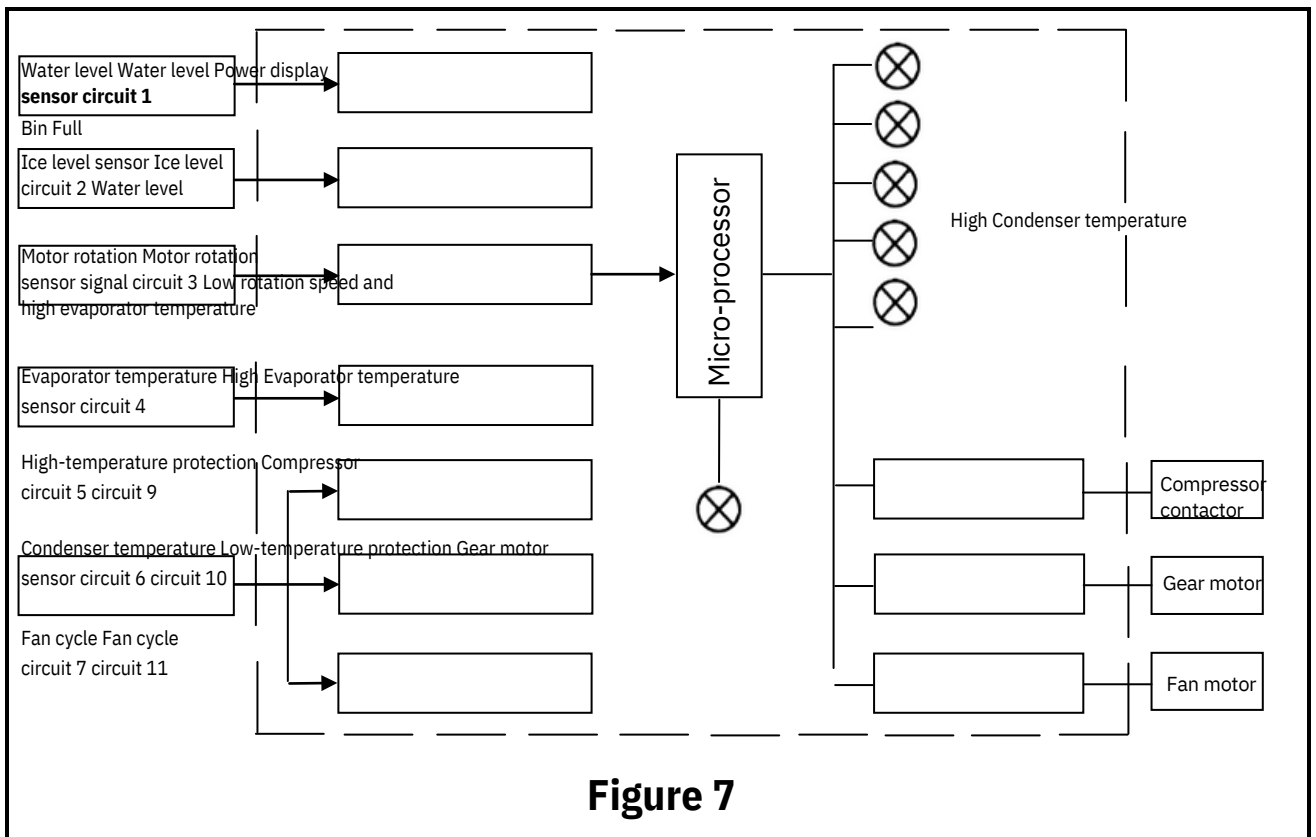 Water level Water level Power display
sensor circuit 1
Bin Full
Ice level sensor Ice level
circuit 2 Water level
Motor rotation Motor rotation
sensor signal circuit 3 Low rotation speed and
high evaporator temperature
Evaporator temperature High Evaporator temperature
sensor circuit 4
High-temperature protection Compressor
circuit 5 circuit 9
Condenser temperature Low-temperature protection Gear motor
sensor circuit 6 circuit 10
Fan cycle Fan cycle
circuit 7 circuit 11
Micro-processor
High Condenser temperature
Compressor
contactor
Gear motor
Fan motor
Figure 7